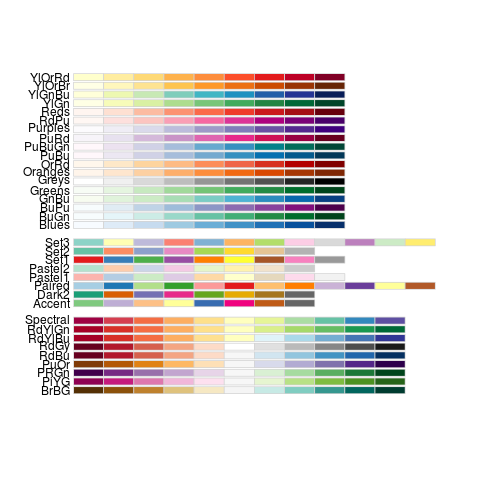 YlOrRd
YlOrBr
YlGnBu
YlGn
Reds
RdPu
Purples
PuRd
PuBuGn
PuBu
OrRd
Oranges
Greys
Greens
GnBu
BuPu
BuGn
Blues
Set3
Set2
Set1
Pastel2
Pastel1
Paired
Dark2
Accent
Spectral
RdYlGn
RdYlBu
RdGy
RdBu
PuOr
PRGn
PiYG
BrBG